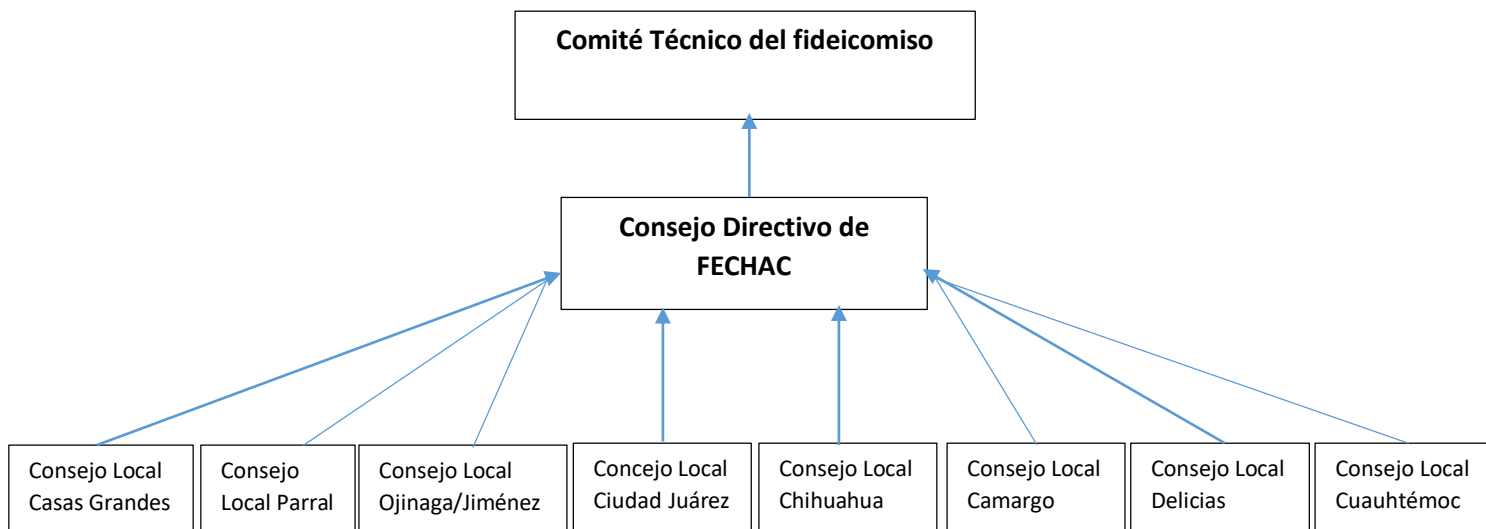 Comité Técnico del fideicomiso
Consejo Directivo de
FECHAC
Consejo Local
Casas Grandes
Consejo
Local Parral
Consejo Local
Ojinaga/Jiménez
Concejo Local
Ciudad Juárez
Consejo Local
Chihuahua
Consejo Local
Camargo
Consejo Local
Delicias
Consejo Local
Cuauhtémoc